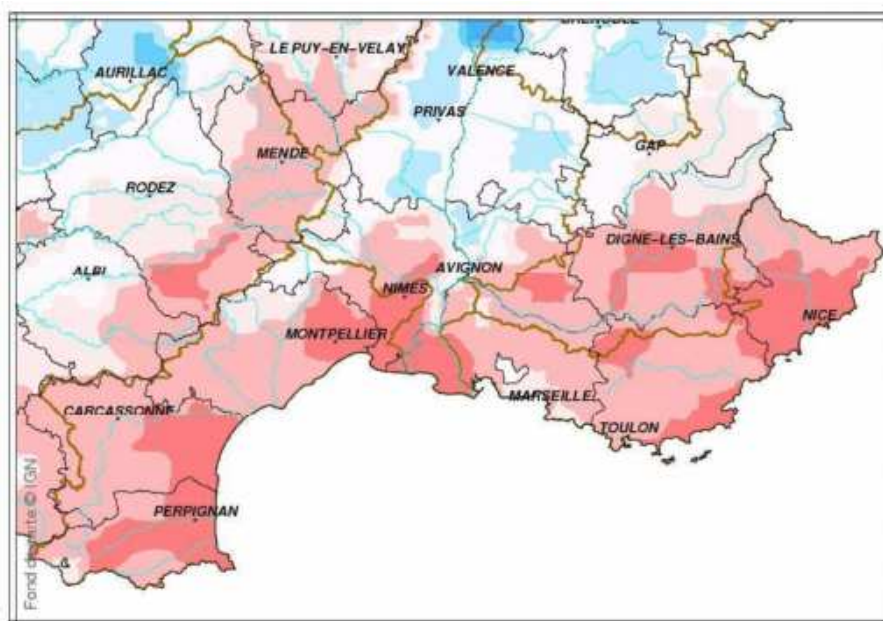 GRENOBLE
LE PUY-EN-VELAY
AURILLAC
VALENCE
PRIVAS
GAP
MENDE
RODEZ
DIGNE-LES-BAINS
AVIGNON
ALBI
NIMES
NICE
MONTPELLIER
MARSEILLE
CARCASSONNE
TOULON
PERPIGNAN
Fond de carte © IGN